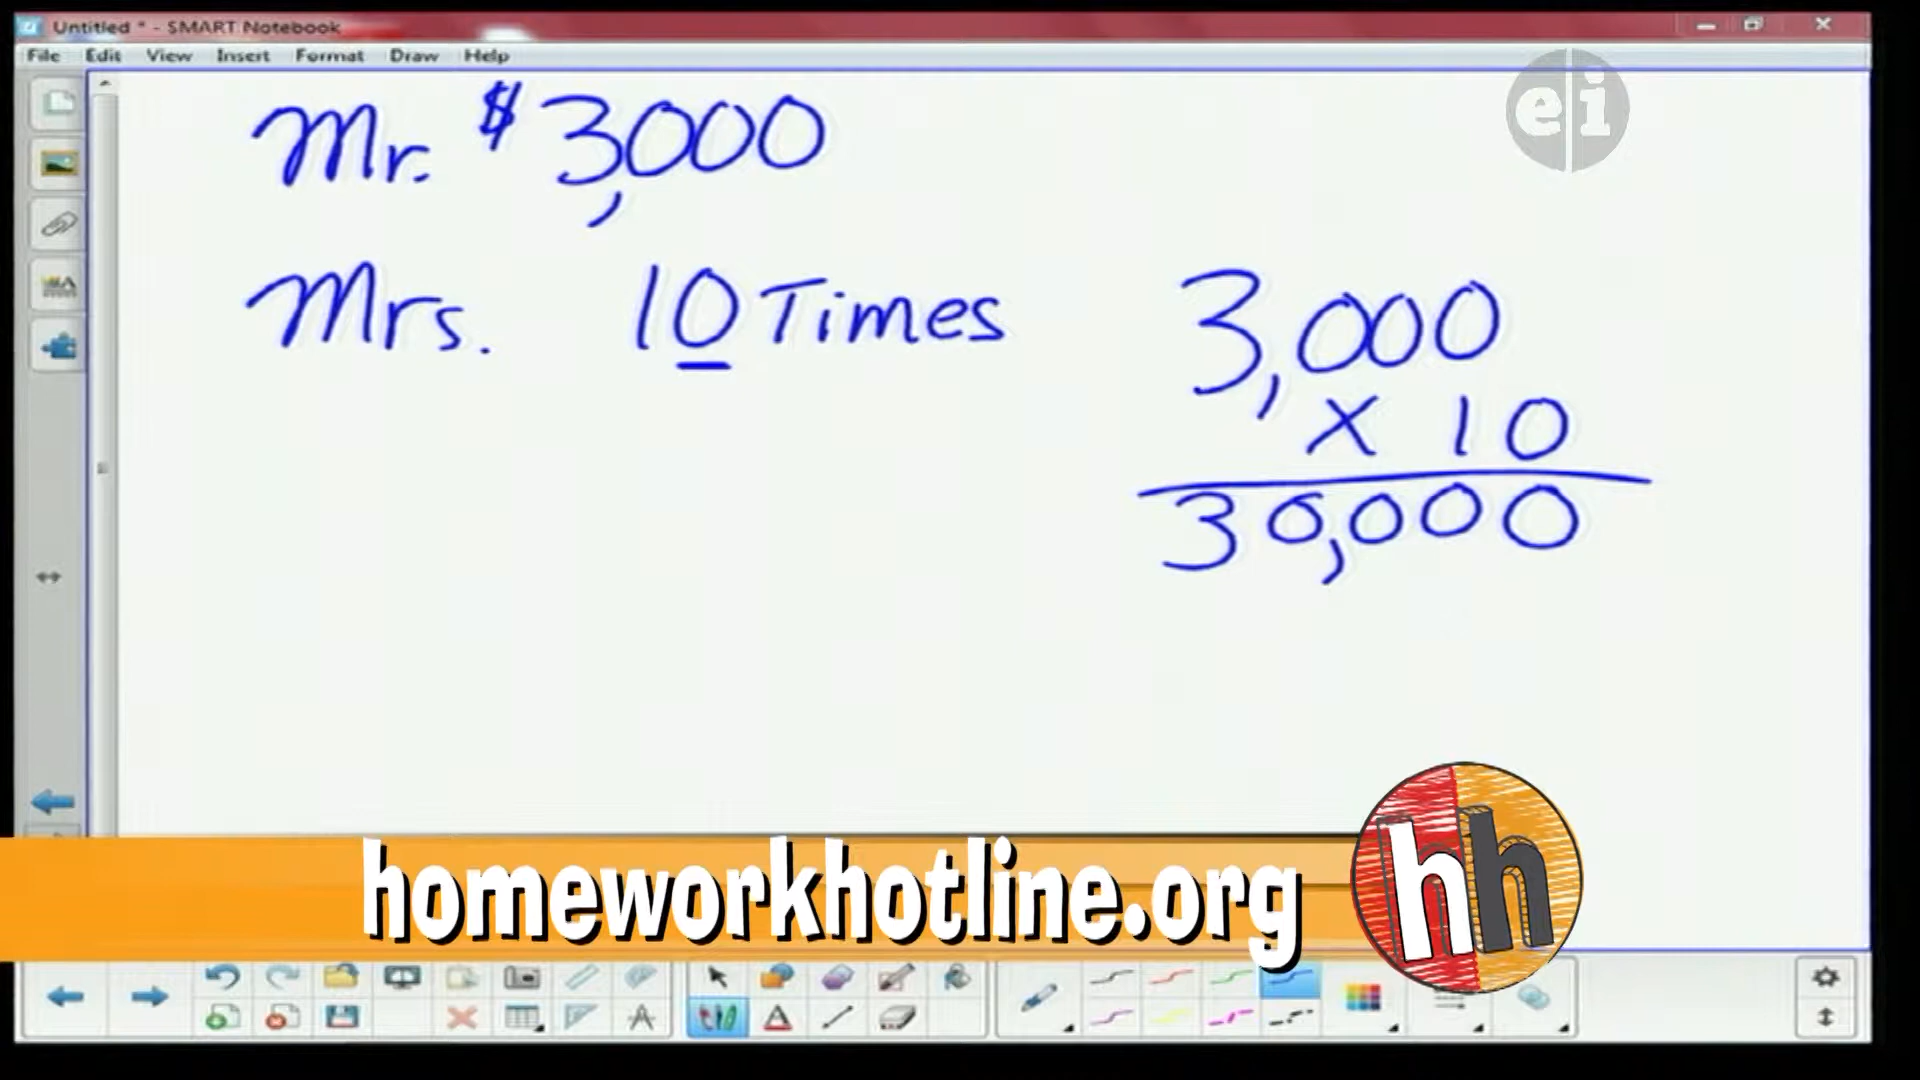 Untitled * - SMART Notebook
File Edit View Insert Format Draw Help
ei
Mr. $3,000
Mrs. 10 Times
3,000
x 10
30,000
homeworkhotline.org
hh